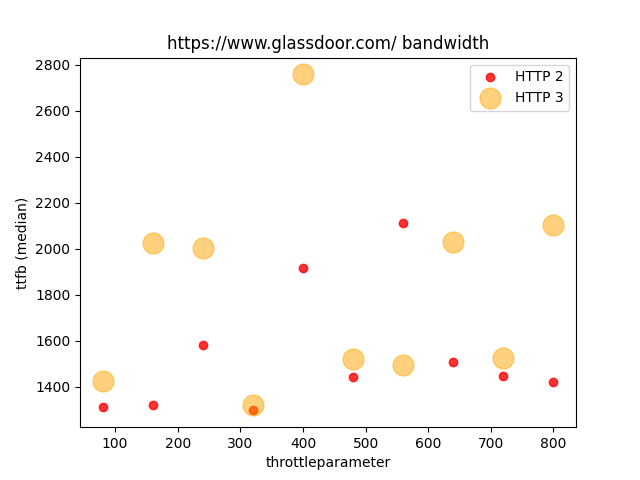 https://www.glassdoor.com/ bandwidth
HTTP 2
HTTP 3
2800
2600
2400
2200
2000
1800
1600
1400
ttfb (median)
100 200 300 400 500 600 700 800
throttleparameter